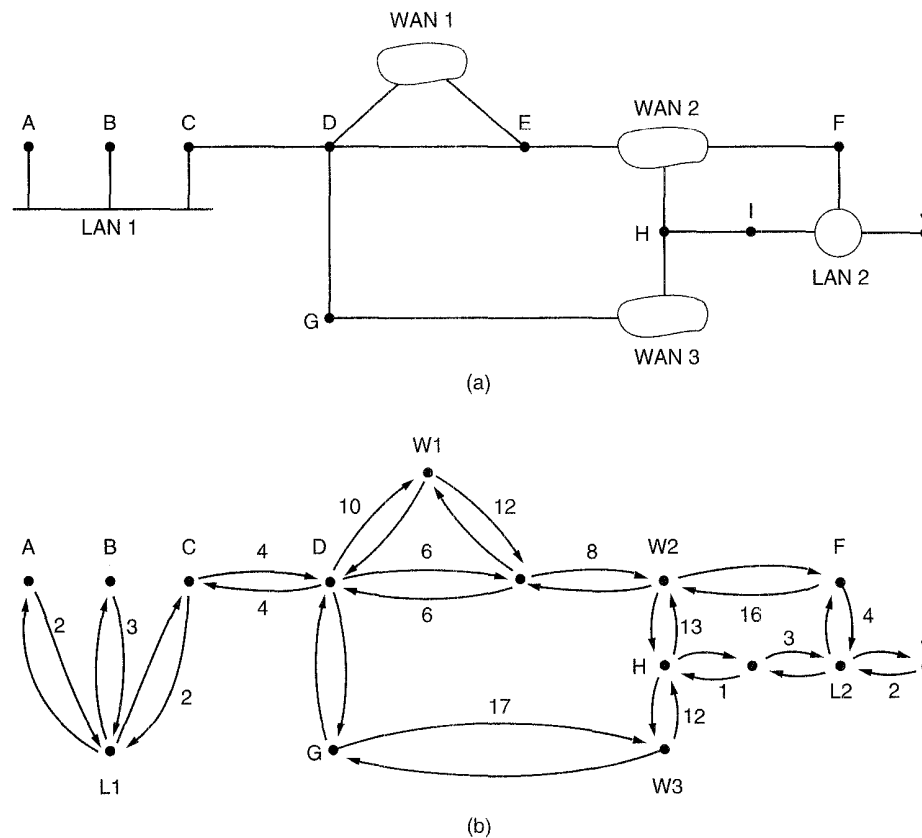 WAN 1
A B C D E WAN 2 F
LAN 1
H I
LAN 2
G
WAN 3
(a)
W1
10 12
A B C D W2 F
4 6 8
4 6 16
2 3 13 4
H 3
2 1 L2 2
17 12
G
L1 W3
(b)